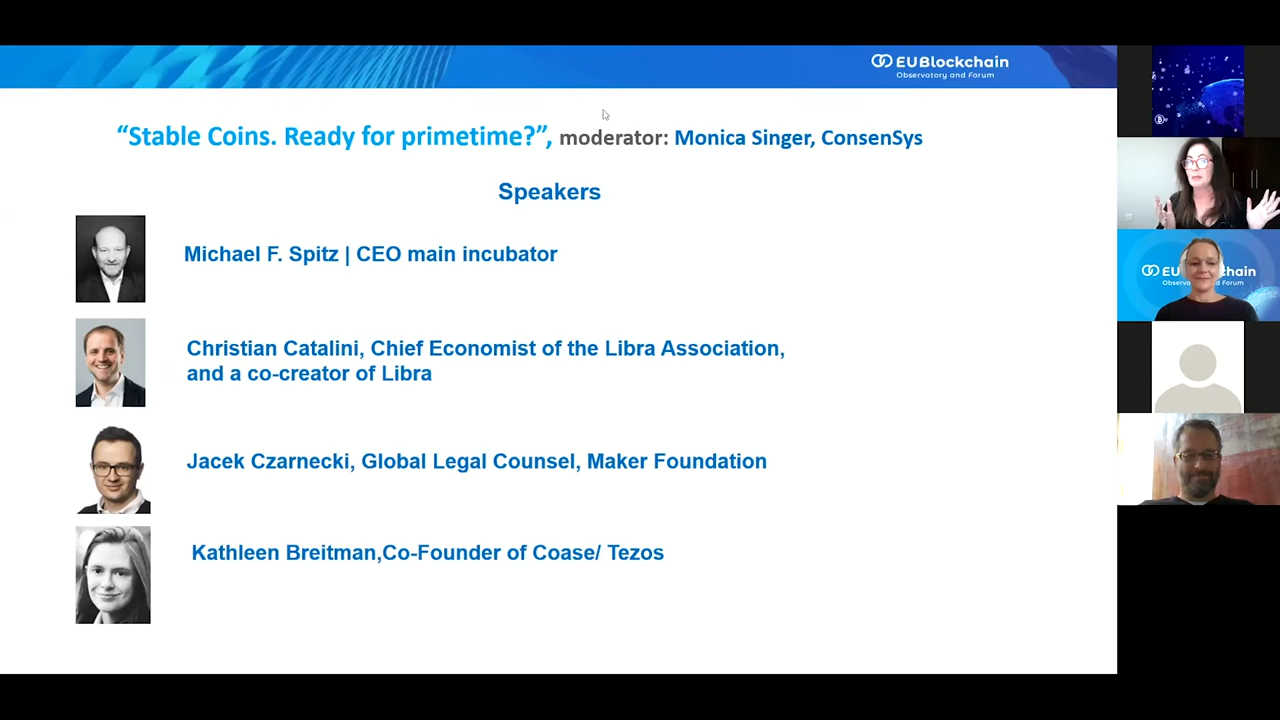 EUBlockchain
Observatory and Forum
“Stable Coins. Ready for primetime?”, moderator: Monica Singer, ConsenSys
Speakers
Michael F. Spitz | CEO main incubator
Christian Catalini, Chief Economist of the Libra Association,
and a co-creator of Libra
Jacek Czarnecki, Global Legal Counsel, Maker Foundation
Kathleen Breitman,Co-Founder of Coase/ Tezos